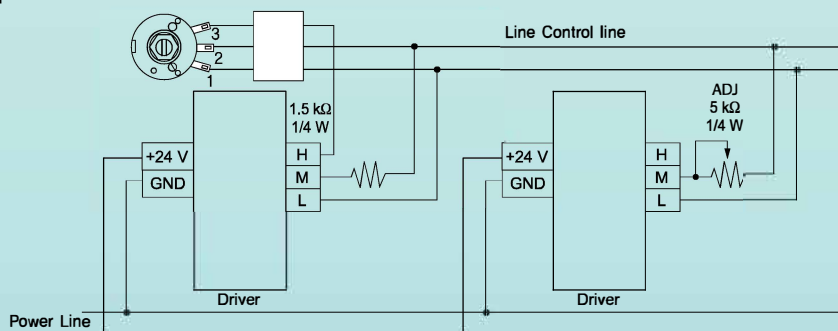 3
2
1
Line Control line
1.5 kΩ
1/4 W
ADJ
5 kΩ
1/4 W
+24 V
GND
H
M
L
+24 V
GND
H
M
L
Driver
Driver
Power Line